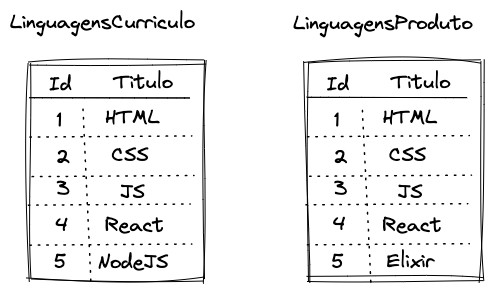 LinguagensCurriculo
Id Titulo
1 HTML
2 CSS
3 JS
4 React
5 NodeJS
LinguagensProduto
Id Titulo
1 HTML
2 CSS
3 JS
4 React
5 Elixir